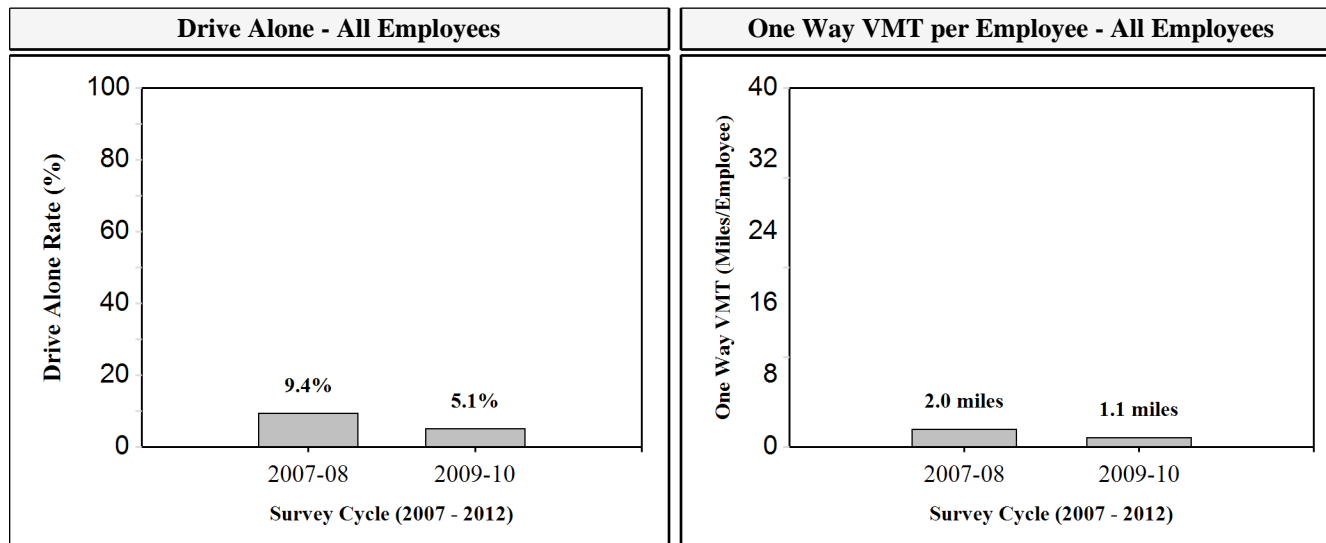 Drive Alone - All Employees
Drive Alone Rate (%)
100
80
60
40
20
0
9.4%
5.1%
2007-08 2009-10
Survey Cycle (2007 - 2012)
One Way VMT per Employee - All Employees
One Way VMT (Miles/Employee)
40
32
24
16
8
0
2.0 miles
1.1 miles
2007-08 2009-10
Survey Cycle (2007 - 2012)